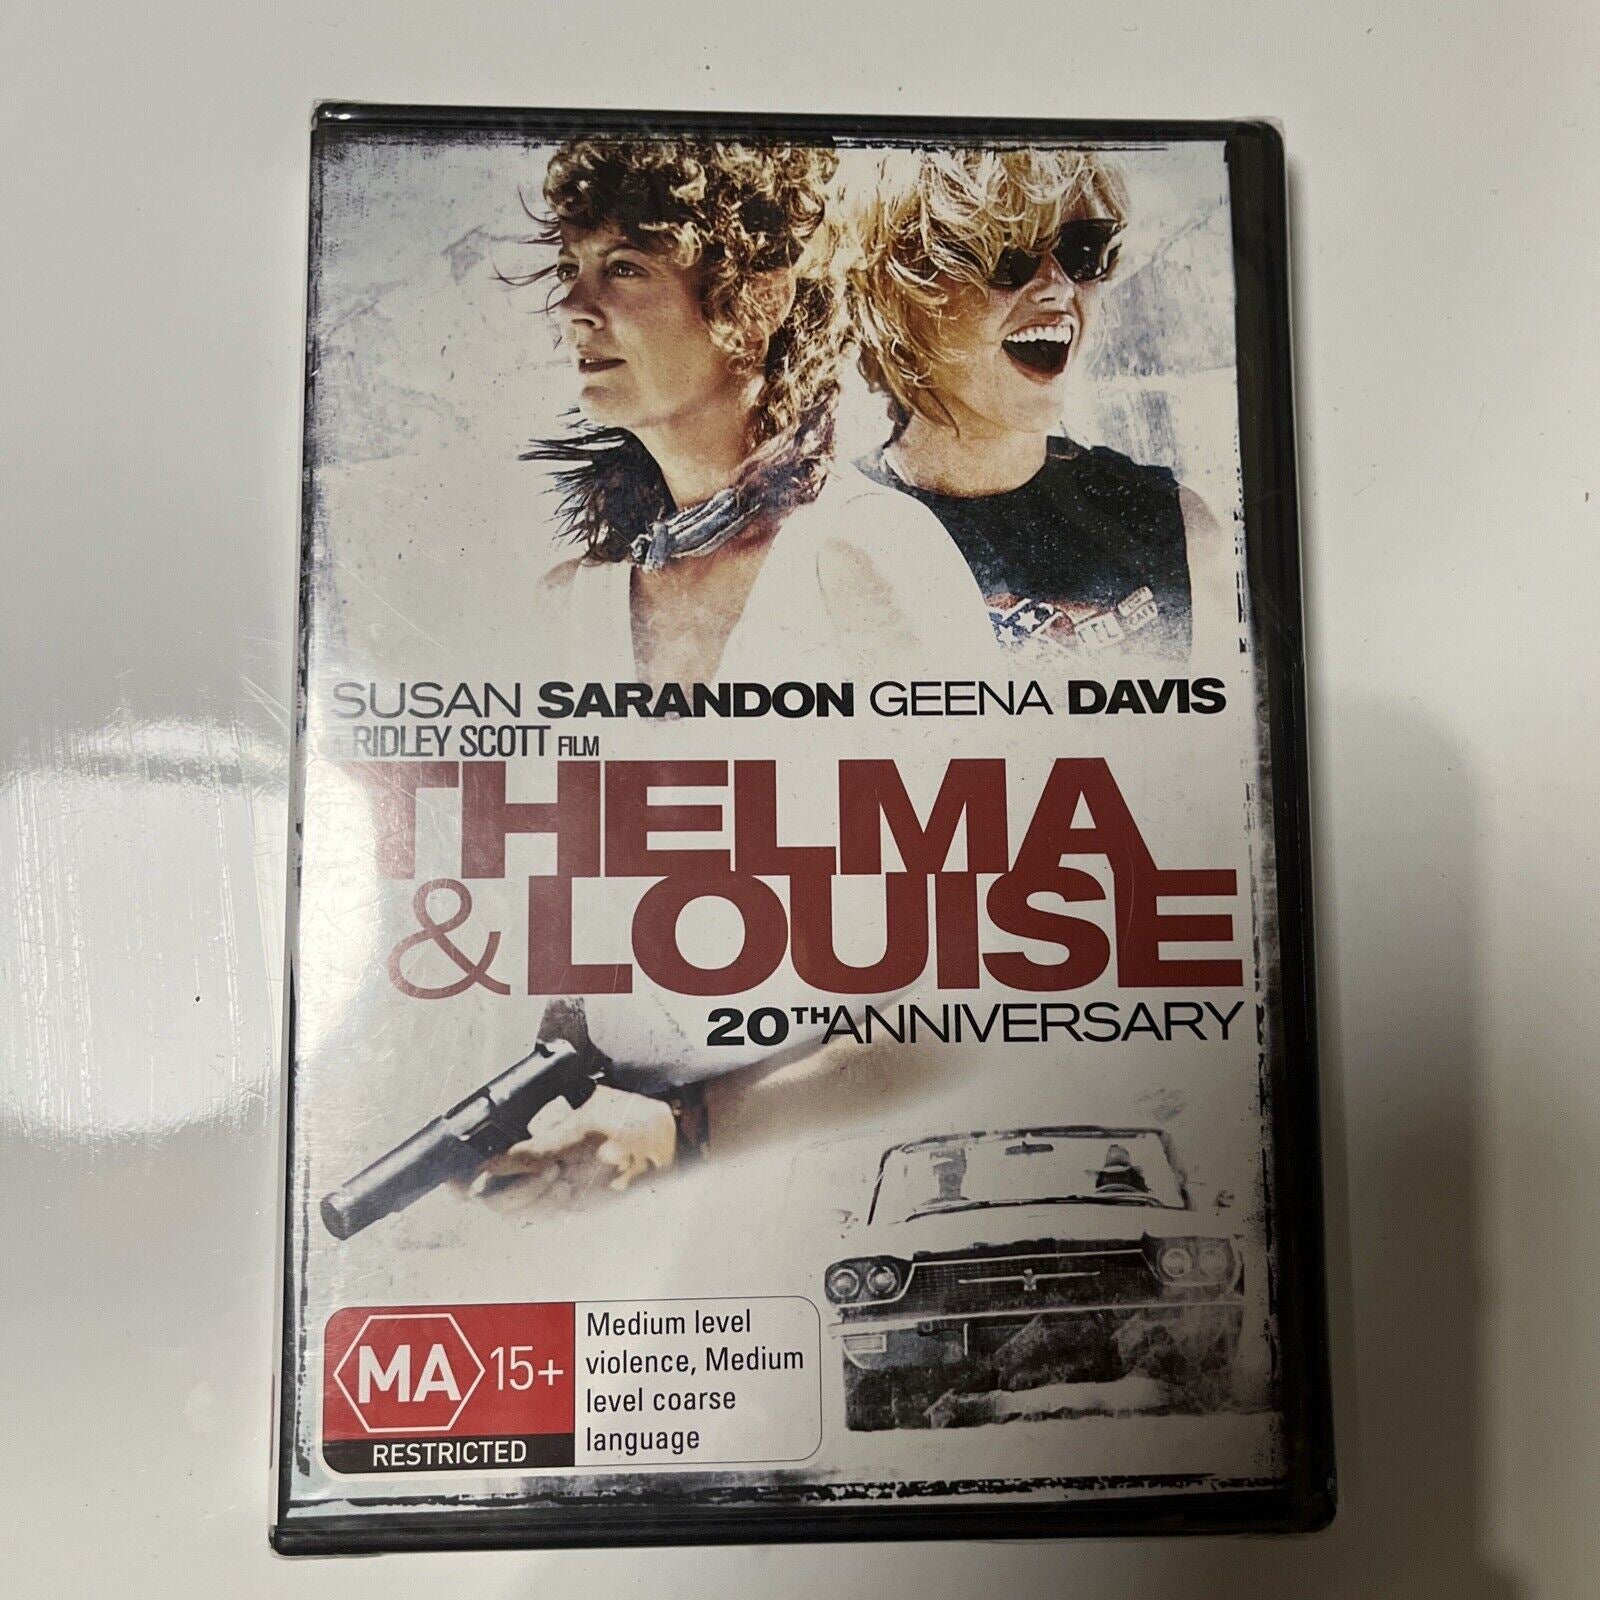 SUSAN SARANDON GEENA DAVIS
A RIDLEY SCOTT FILM
THELMA
& LOUISE
20TH ANNIVERSARY
MA 15+
RESTRICTED
Medium level
violence, Medium
level coarse
language